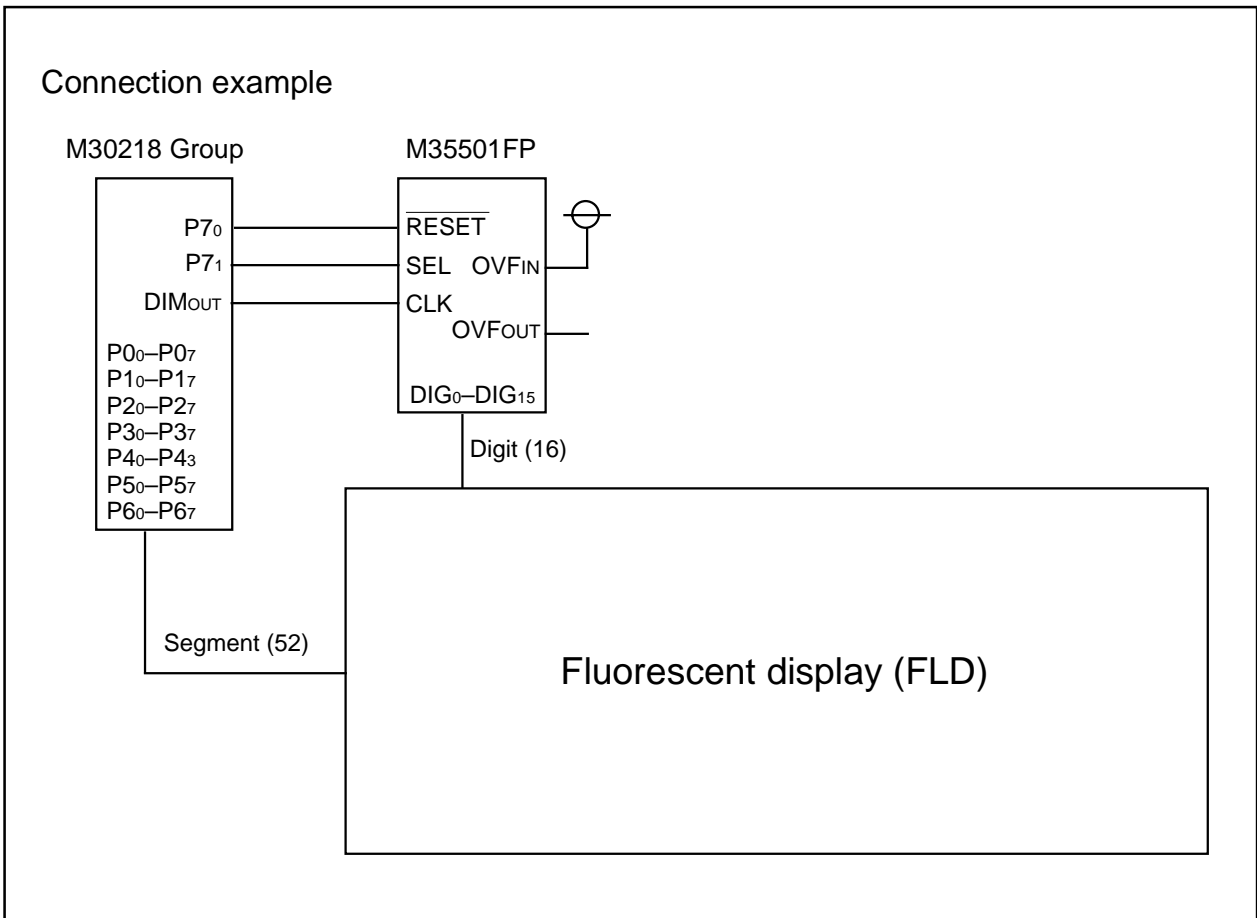 Connection example
M30218 Group
M35501FP
P70
P71
DIMOUT
P00–P07
P10–P17
P20–P27
P30–P37
P40–P43
P50–P57
P60–P67
RESET
SEL OVFIN
CLK
OVFOUT
DIG0–DIG15
Digit (16)
Segment (52)
Fluorescent display (FLD)